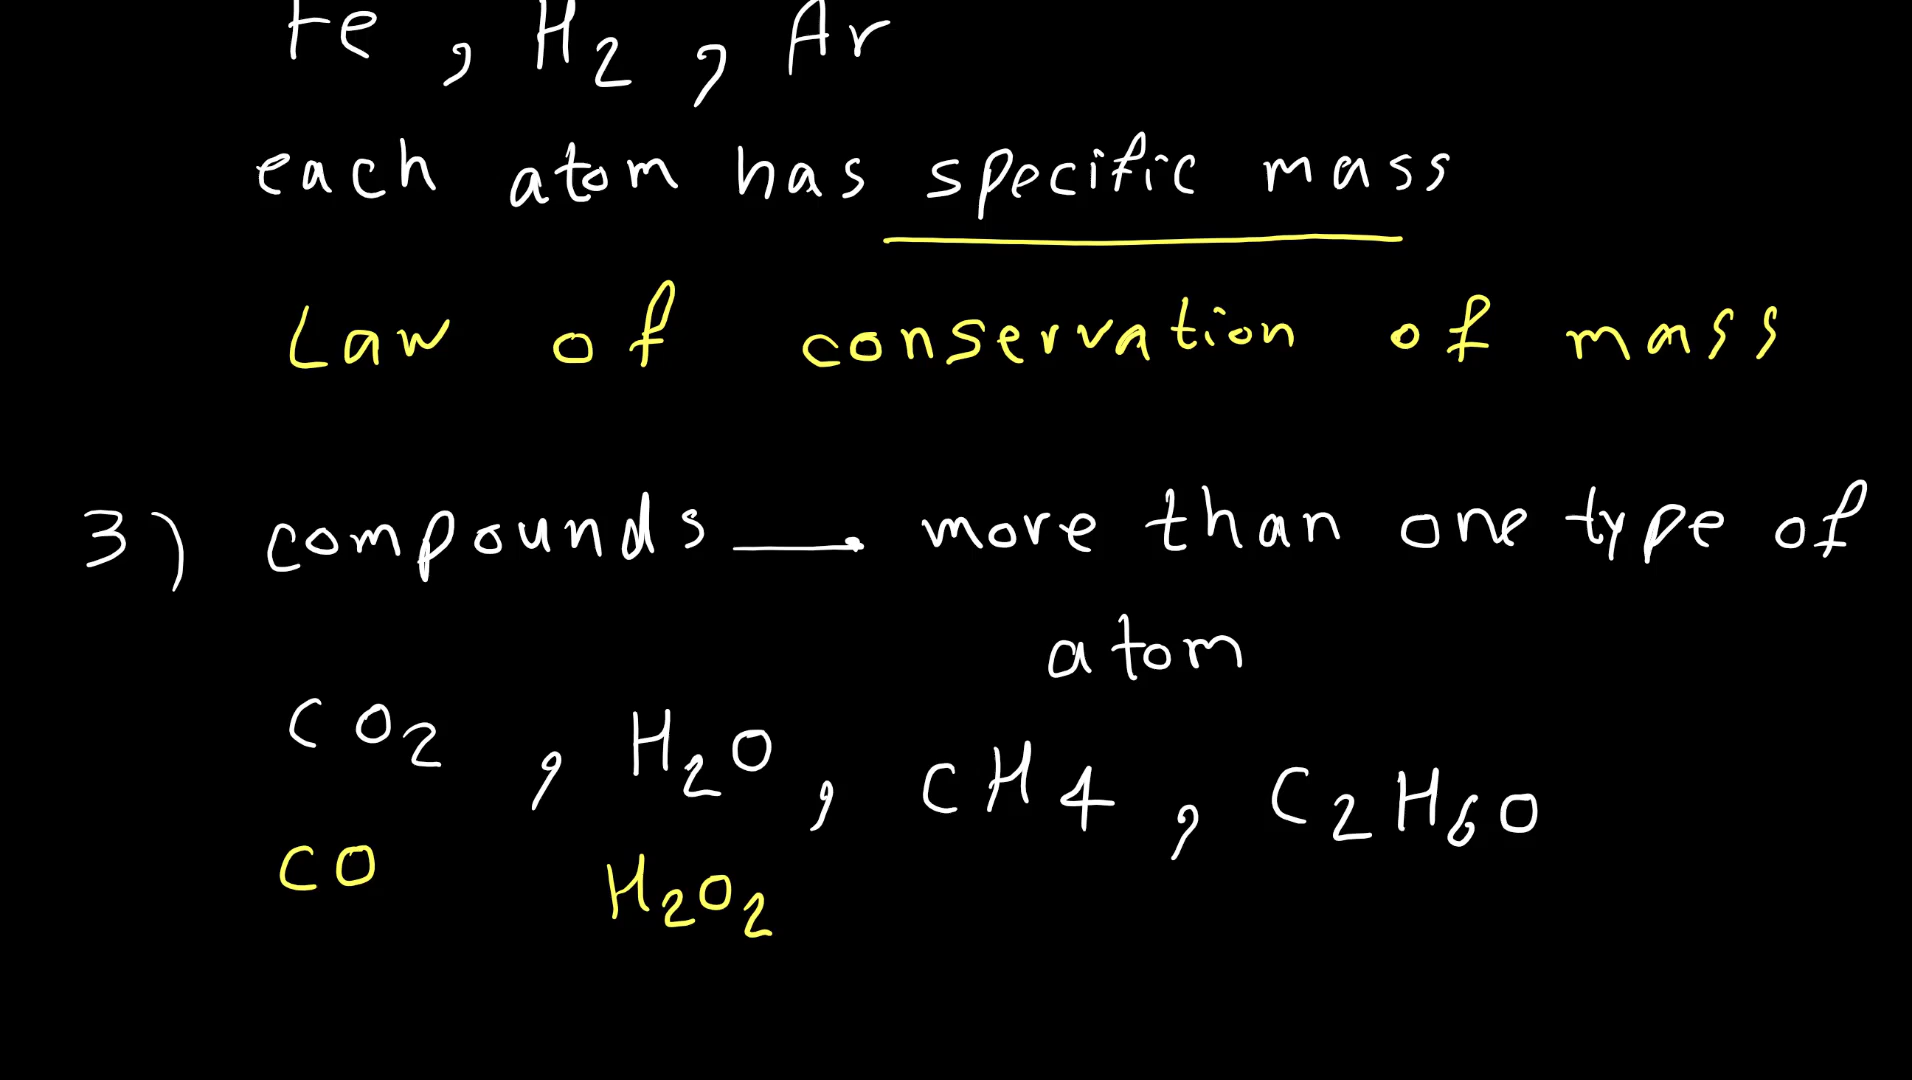 Fe, H2, Ar
each atom has specific mass
Law of conservation of mass
3) compounds — more than one type of
atom
CO2, H2O, CH4, C2H6O
CO H2O2